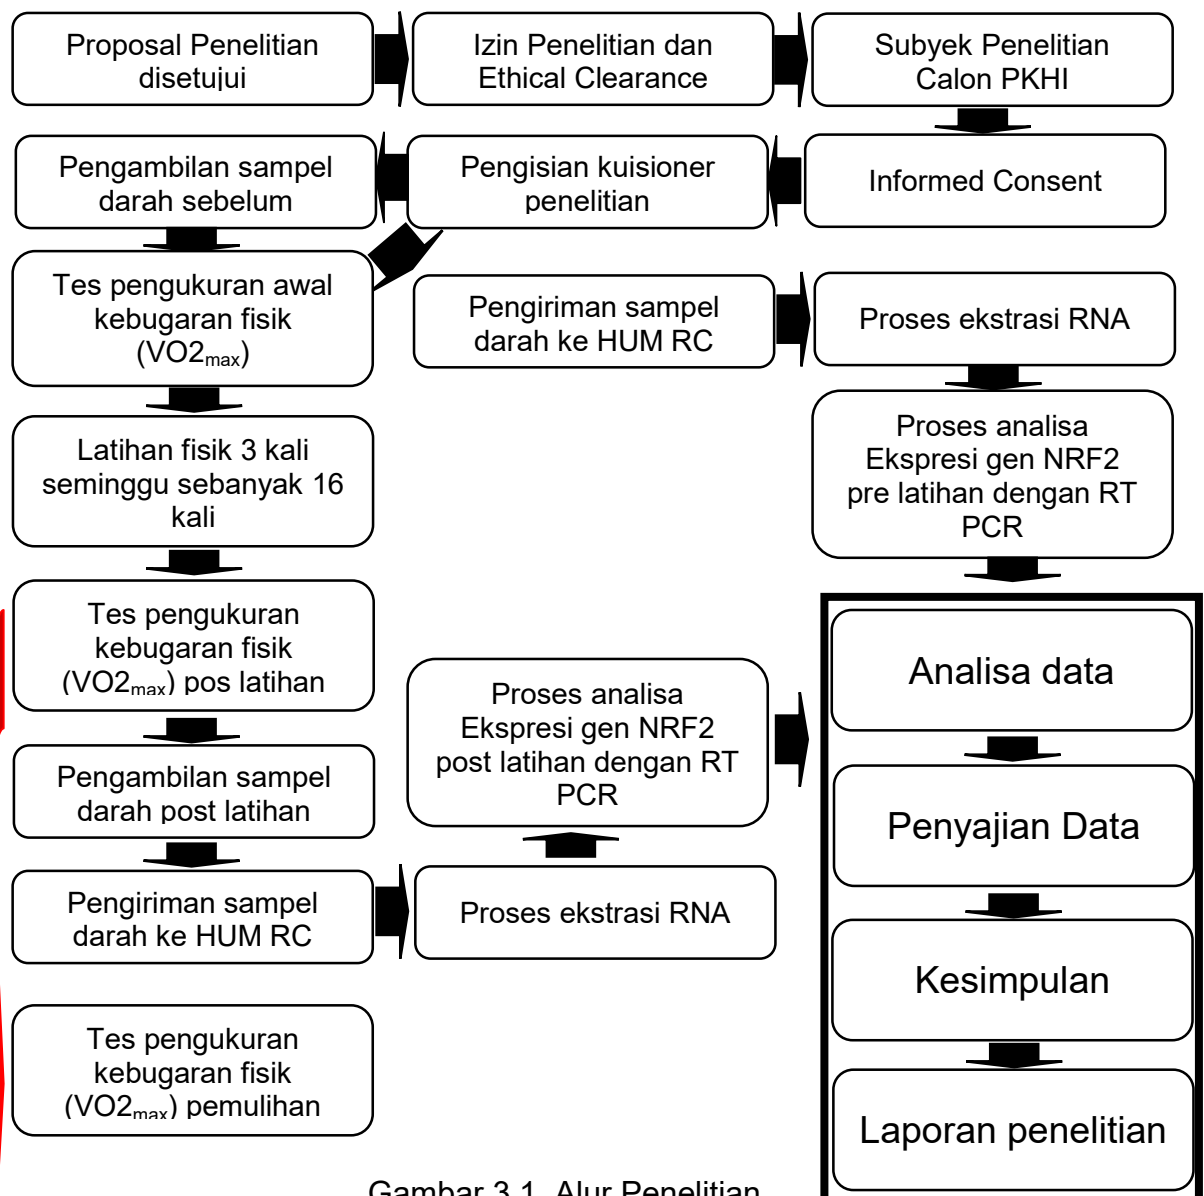 Proposal Penelitian
disetujui
Izin Penelitian dan
Ethical Clearance
Subyek Penelitian
Calon PKHI
Pengambilan sampel
darah sebelum
Pengisian kuisioner
penelitian
Informed Consent
Tes pengukuran awal
kebugaran fisik
(VO2max)
Pengiriman sampel
darah ke HUM RC
Proses ekstrasi RNA
Latihan fisik 3 kali
seminggu sebanyak 16
kali
Proses analisa
Ekspresi gen NRF2
pre latihan dengan RT
PCR
Tes pengukuran
kebugaran fisik
(VO2max) pos latihan
Proses analisa
Ekspresi gen NRF2
post latihan dengan RT
PCR
Analisa data
Pengambilan sampel
darah post latihan
Penyajian Data
Pengiriman sampel
darah ke HUM RC
Proses ekstrasi RNA
Kesimpulan
Tes pengukuran
kebugaran fisik
(VO2max) pemulihan
Laporan penelitian
Gambar 3.1. Alur Penelitian